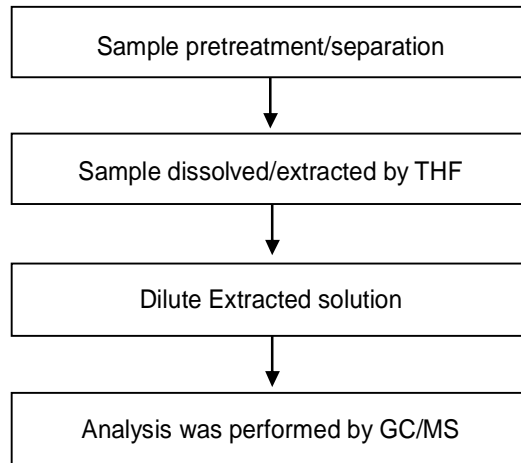 Sample pretreatment/separation
Sample dissolved/extracted by THF
Dilute Extracted solution
Analysis was performed by GC/MS